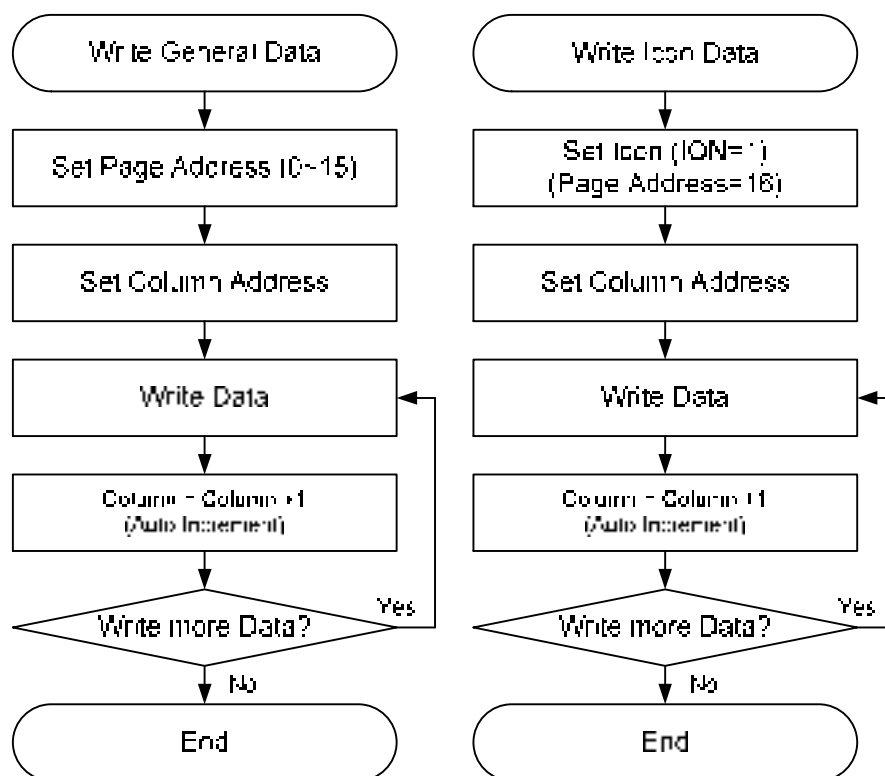 Write General Data
Set Page Address (0~15)
Set Column Address
Write Data
Column = Column +1
(Auto Increment)
Write more Data?
Yes
No
End
Write Icon Data
Set Icon (ION=1)
(Page Address=16)
Set Column Address
Write Data
Column = Column +1
(Auto Increment)
Write more Data?
Yes
No
End